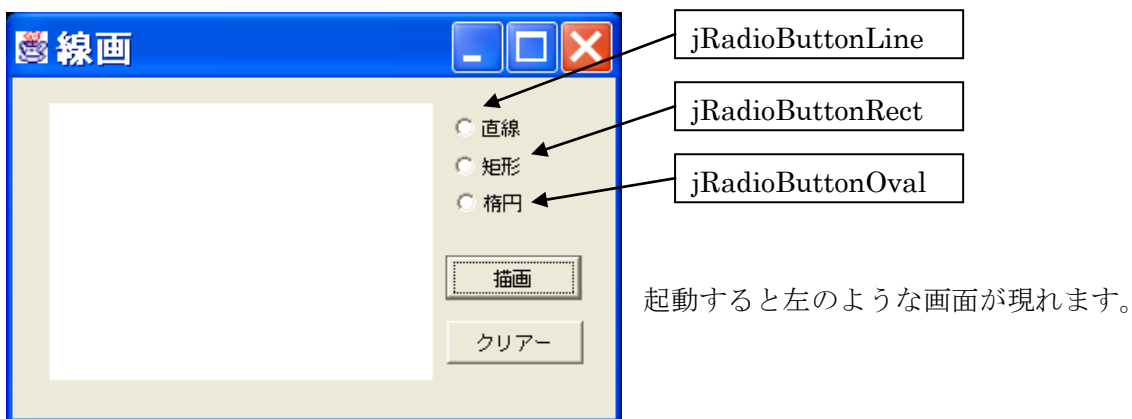 線画
jRadioButtonLine
直線
jRadioButtonRect
矩形
jRadioButtonOval
楕円
描画
起動すると左のような画面が現れます。
クリアー